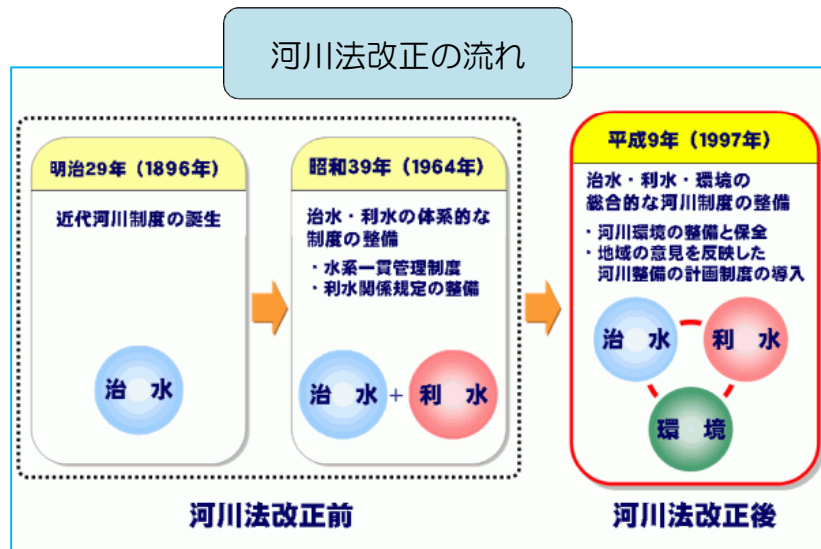 河川法改正の流れ
明治29年（1896年）
近代河川制度の誕生
治　水
昭和39年（1964年）
治水・利水の体系的な
制度の整備
・水系一貫管理制度
・利水関係規定の整備
治　水 + 利　水
河川法改正前
平成9年（1997年）
治水・利水・環境の
総合的な河川制度の整備
・河川環境の整備と保全
・地域の意見を反映した
河川整備の計画制度の導入
治　水
利　水
環　境
河川法改正後